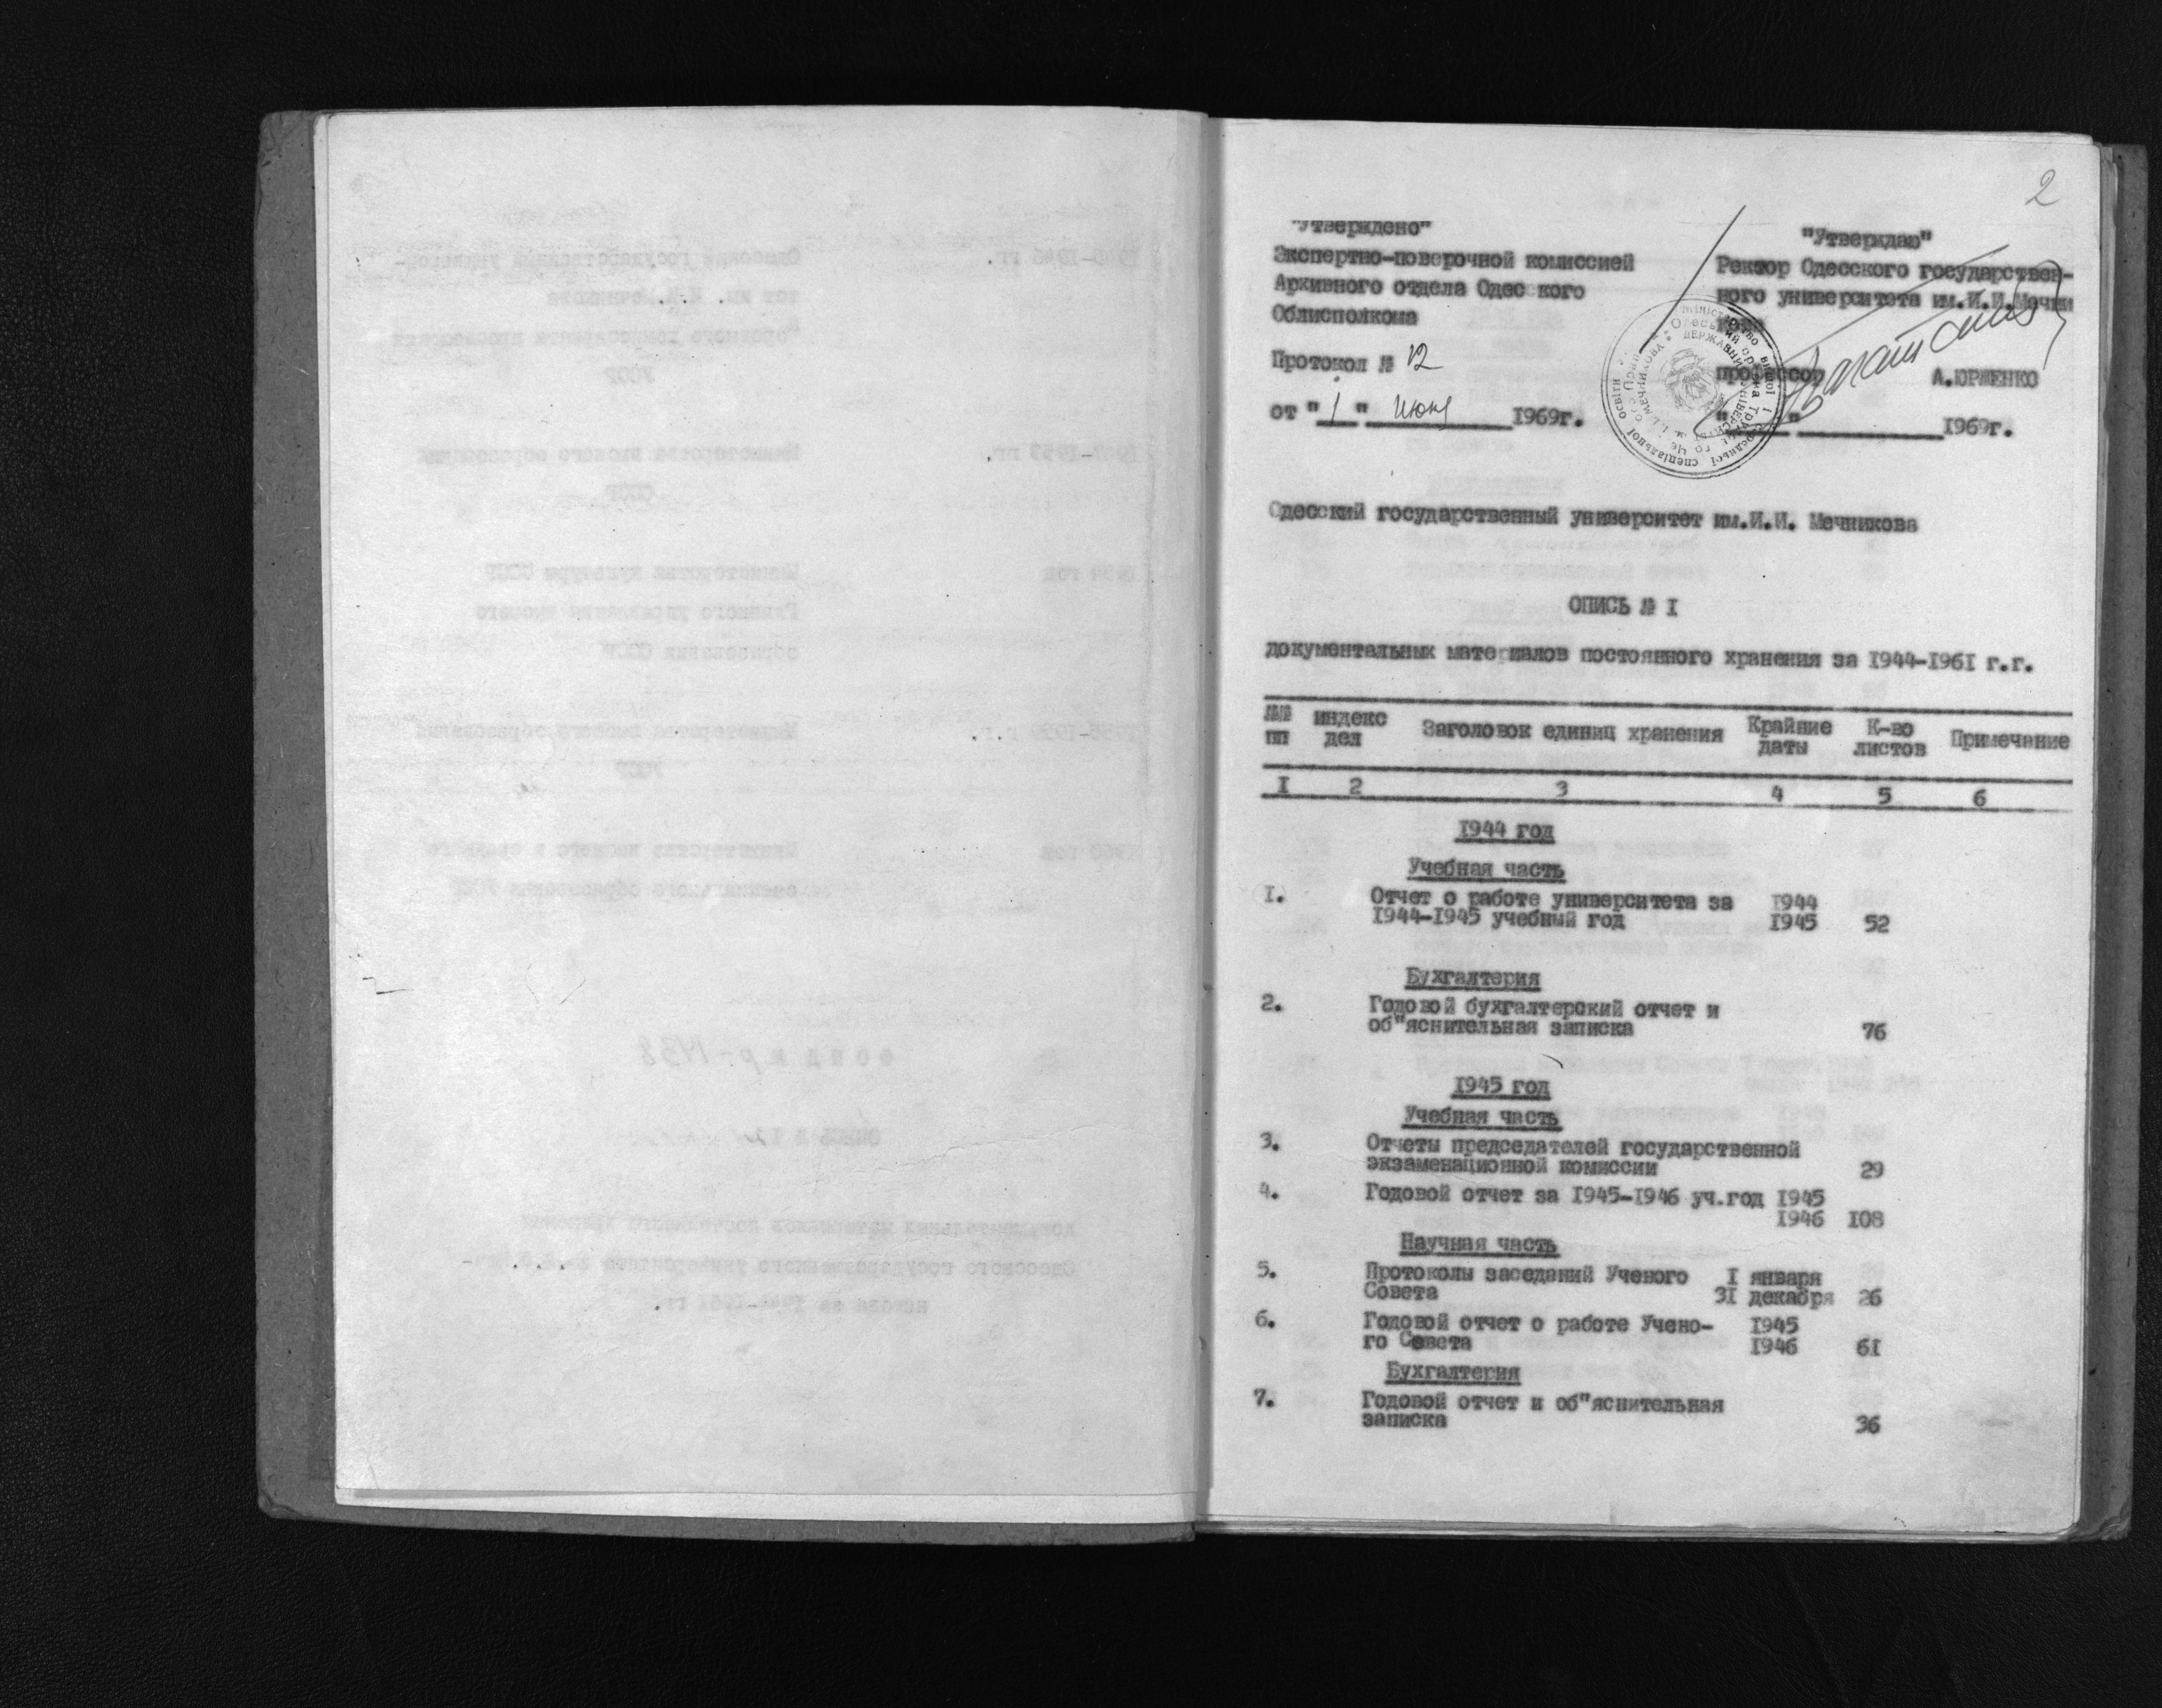 2
"Утверждено"
Экспертно-поверочной комиссией
Архивного отдела Одес кого
Облисполкома
Протокол № 12
от "1" июня 1969г.
"Утверждаю"
Ректор Одесского государствен-
ного университета им.И.И.Мечни
кова
профессор А.ЮРЖЕНКО
" " 1969г.
Одесский государственный университет им.И.И. Мечникова
ОПИСЬ № I
документальных материалов постоянного хранения за 1944-1961 г.г.
№№ пп индекс дел Заголовок единиц хранения Крайние даты К-во листов Примечание
I 2 3 4 5 6
1944 год
Учебная часть
I. Отчет о работе университета за 1944
1944-1945 учебный год 1945 52
Бухгалтерия
2. Годовой бухгалтерский отчет и
об"яснительная записка 76
1945 год
Учебная часть
3. Отчеты председателей государственной
экзаменационной комиссии 29
4. Годовой отчет за 1945-1946 уч.год 1945
1946 108
Научная часть
5. Протоколы заседаний Ученого I января
Совета 31 декабря 26
6. Годовой отчет о работе Учено- 1945
го Совета 1946 61
Бухгалтерия
7. Годовой отчет и об"яснительная
записка 36